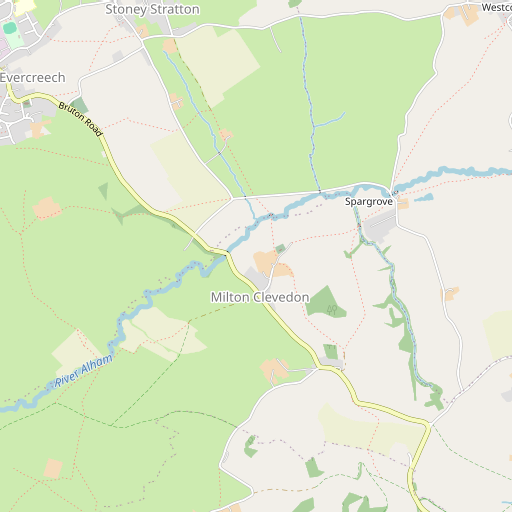 Stoney Stratton
Westco
Evercreech
Bruton Road
Spargrove
Milton Clevedon
River Alham